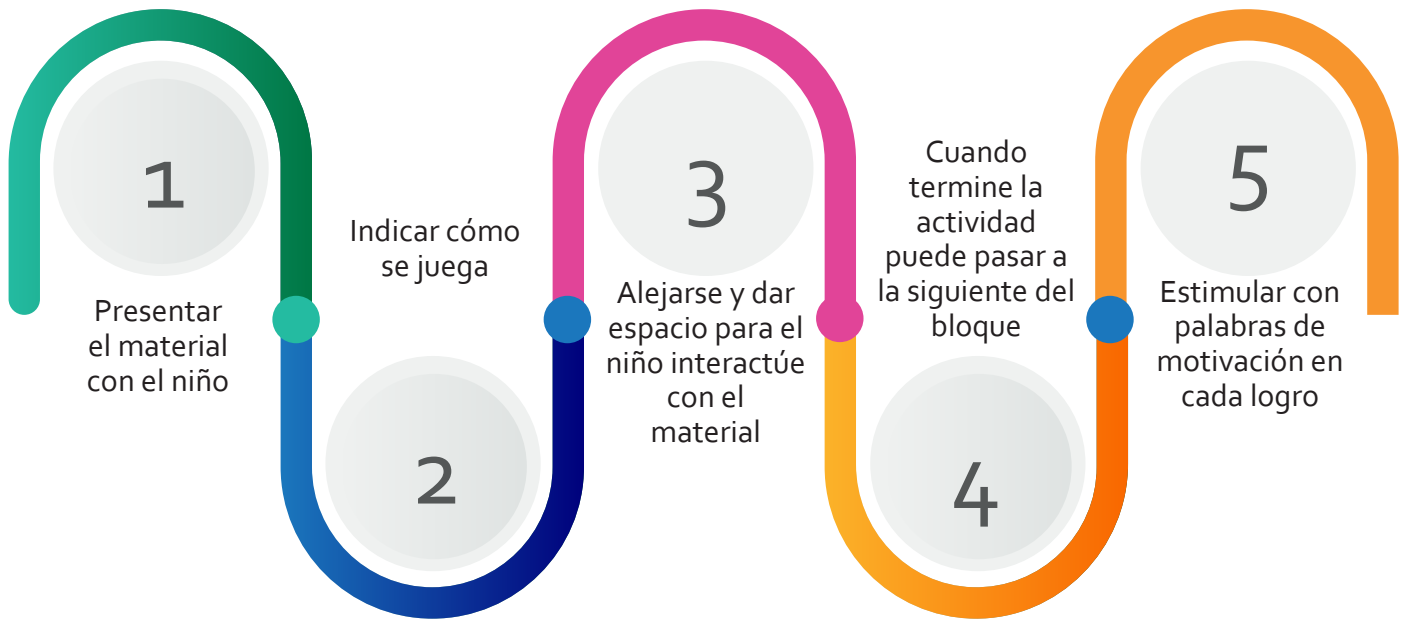 1
Presentar
el material
con el niño
Indicar cómo
se juega
2
3
Alejarse y dar
espacio para el
niño interactúe
con el
material
Cuando
termine la
actividad
puede pasar a
la siguiente del
bloque
4
5
Estimular con
palabras de
motivación en
cada logro